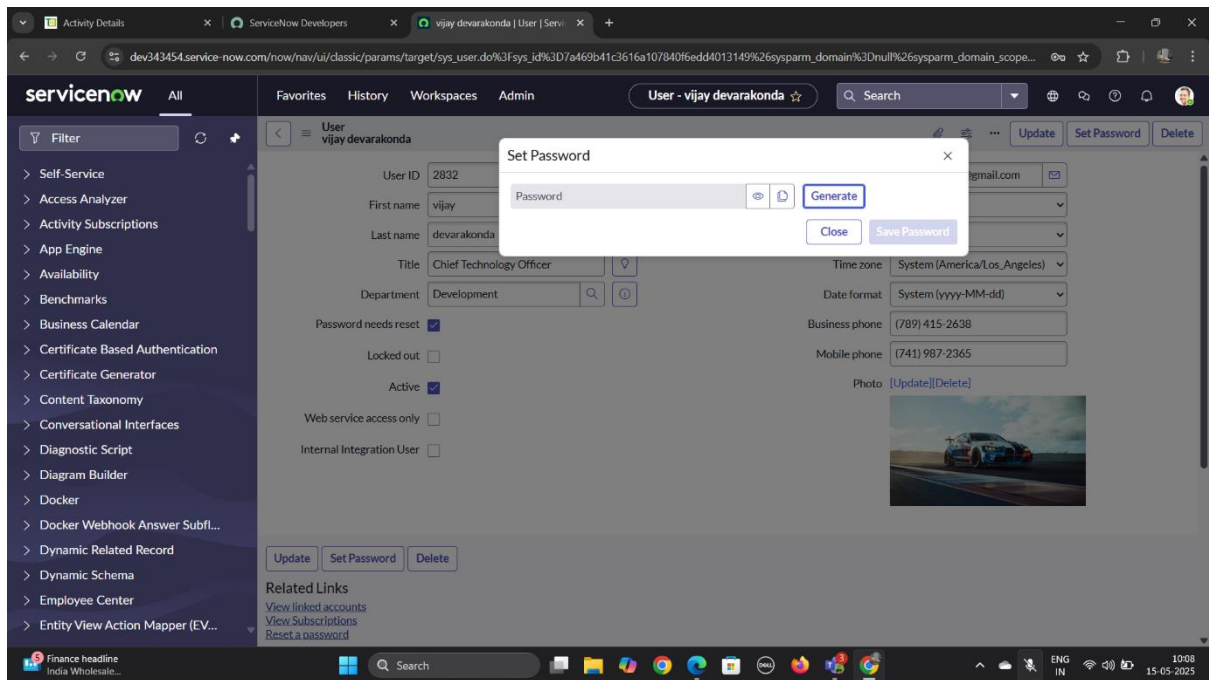 Activity Details
ServiceNow Developers
vijay devarakonda | User | Servi
dev343454.service-now.com/now/nav/ui/classic/params/target/sys_user.do%3Fsys_id%3D7a469b41c3616a107840f6edd4013149%26sysparm_domain%3Dnull%26sysparm_domain_scope...
servicenow All Favorites History Workspaces Admin User - vijay devarakonda Search
Filter
Self-Service
Access Analyzer
Activity Subscriptions
App Engine
Availability
Benchmarks
Business Calendar
Certificate Based Authentication
Certificate Generator
Content Taxonomy
Conversational Interfaces
Diagnostic Script
Diagram Builder
Docker
Docker Webhook Answer Subfl...
Dynamic Related Record
Dynamic Schema
Employee Center
Entity View Action Mapper (EV...
User
vijay devarakonda
Update Set Password Delete
Set Password
Password Generate
Close Save Password
User ID 2832
First name vijay
Last name devarakonda
Title Chief Technology Officer
Department Development
Password needs reset
Locked out
Active
Web service access only
Internal Integration User
@gmail.com
Time zone System (America/Los_Angeles)
Date format System (yyyy-MM-dd)
Business phone (789) 415-2638
Mobile phone (741) 987-2365
Photo [Update][Delete]
Update Set Password Delete
Related Links
View linked accounts
View Subscriptions
Reset a password
5 Finance headline
India Wholesale...
Search
DELL
3
ENG
IN
10:08
15-05-2025